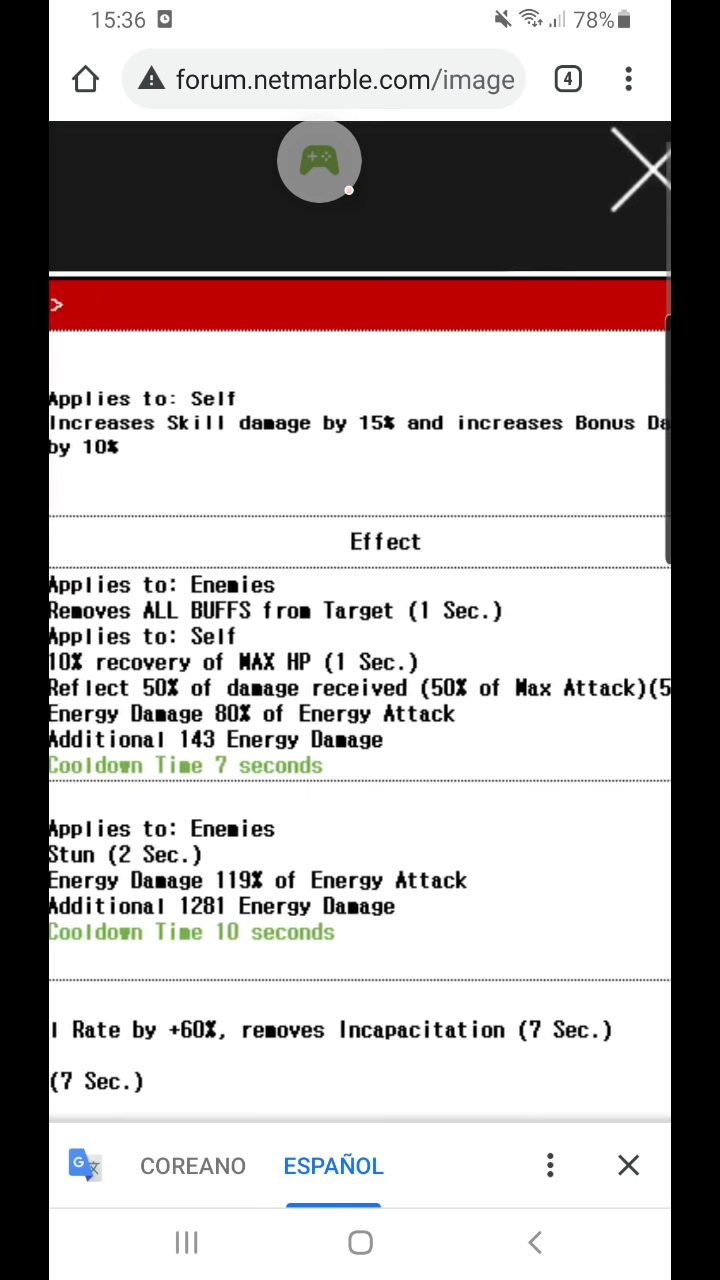 15:36
78%
forum.netmarble.com/image
4
>
Applies to: Self
Increases Skill damage by 15% and increases Bonus Da
by 10%
Effect
Applies to: Enemies
Removes ALL BUFFS from Target (1 Sec.)
Applies to: Self
10% recovery of MAX HP (1 Sec.)
Reflect 50% of damage received (50% of Max Attack)(5
Energy Damage 80% of Energy Attack
Additional 143 Energy Damage
Cooldown Time 7 seconds
Applies to: Enemies
Stun (2 Sec.)
Energy Damage 119% of Energy Attack
Additional 1281 Energy Damage
Cooldown Time 10 seconds
l Rate by +60%, removes Incapacitation (7 Sec.)
(7 Sec.)
G 文
COREANO
ESPAÑOL